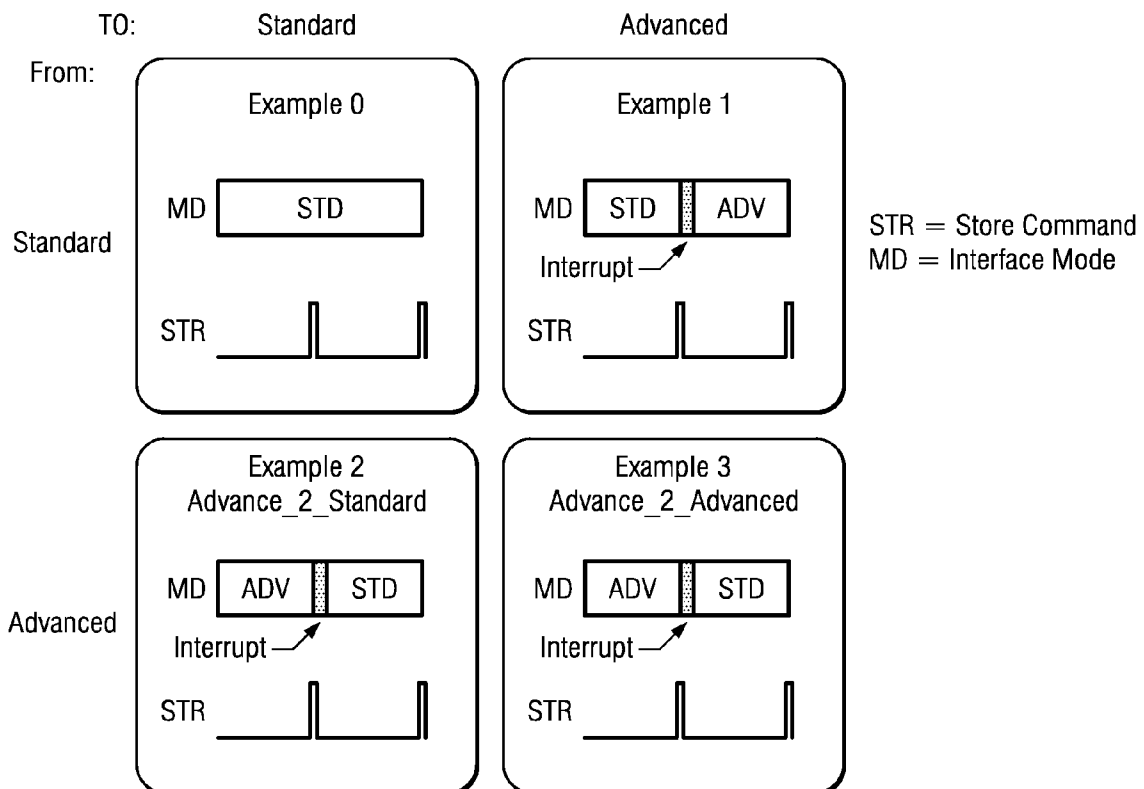 TO: Standard Advanced
From:
Example 0
MD STD
Standard
STR
Example 1
MD STD ADV
Interrupt
STR
STR = Store Command
MD = Interface Mode
Example 2
Advance_2_Standard
MD ADV STD
Advanced
Interrupt
STR
Example 3
Advance_2_Advanced
MD ADV STD
Interrupt
STR